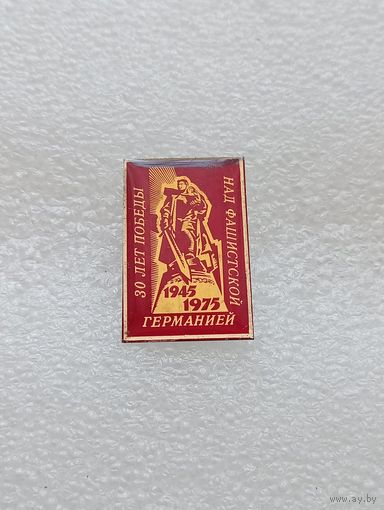 30 ЛЕТ ПОБЕДЫ
НАД ФАШИСТСКОЙ
1945
1975
ГЕРМАНИЕЙ
www.ay.by